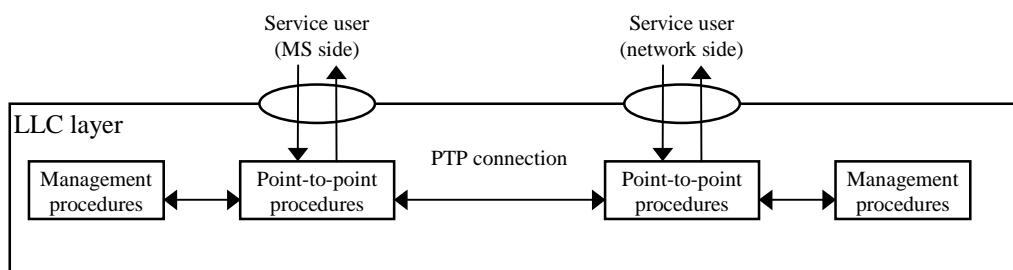 Service user
(MS side)
Service user
(network side)
LLC layer
PTP connection
Management
procedures
Point-to-point
procedures
Point-to-point
procedures
Management
procedures